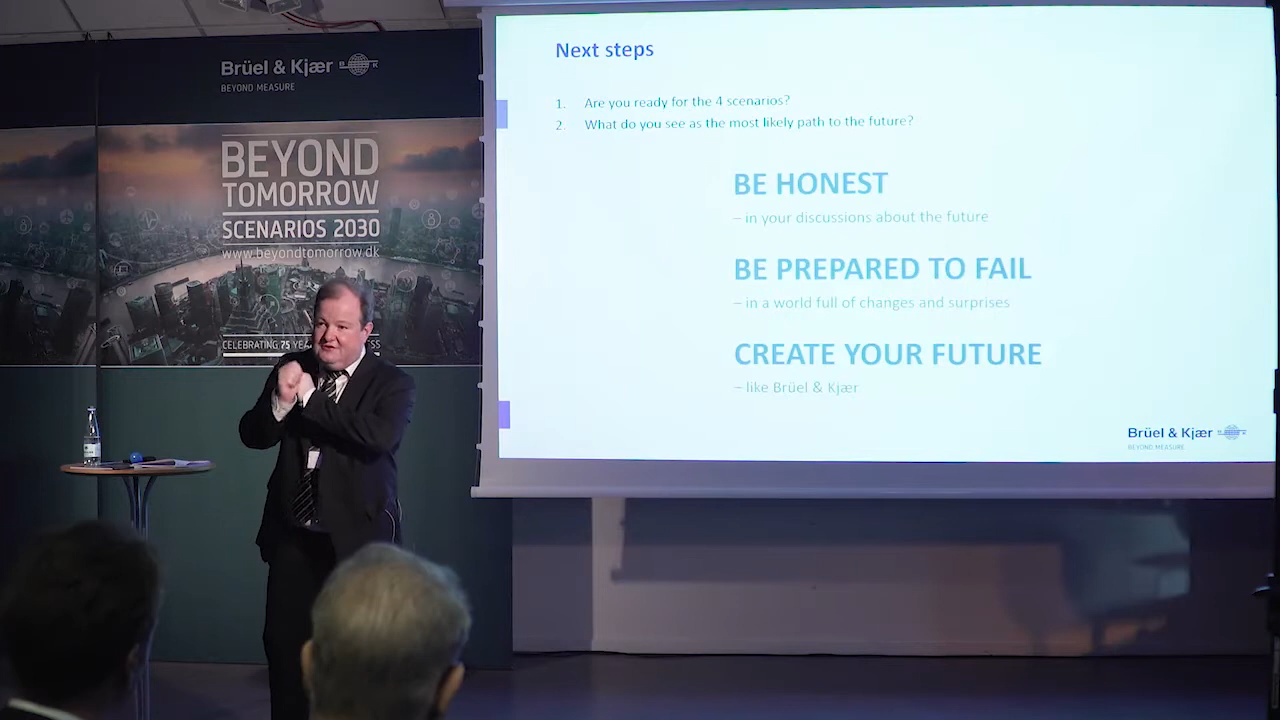 Brüel & Kjær
BEYOND MEASURE
BEYOND
TOMORROW
SCENARIOS 2030
www.beyondtomorrow.dk
CELEBRATING 75
Next steps
1. Are you ready for the 4 scenarios?
2. What do you see as the most likely path to the future?
BE HONEST
– in your discussions about the future
BE PREPARED TO FAIL
– in a world full of changes and surprises
CREATE YOUR FUTURE
– like Brüel & Kjær
Brüel & Kjær
BEYOND MEASURE